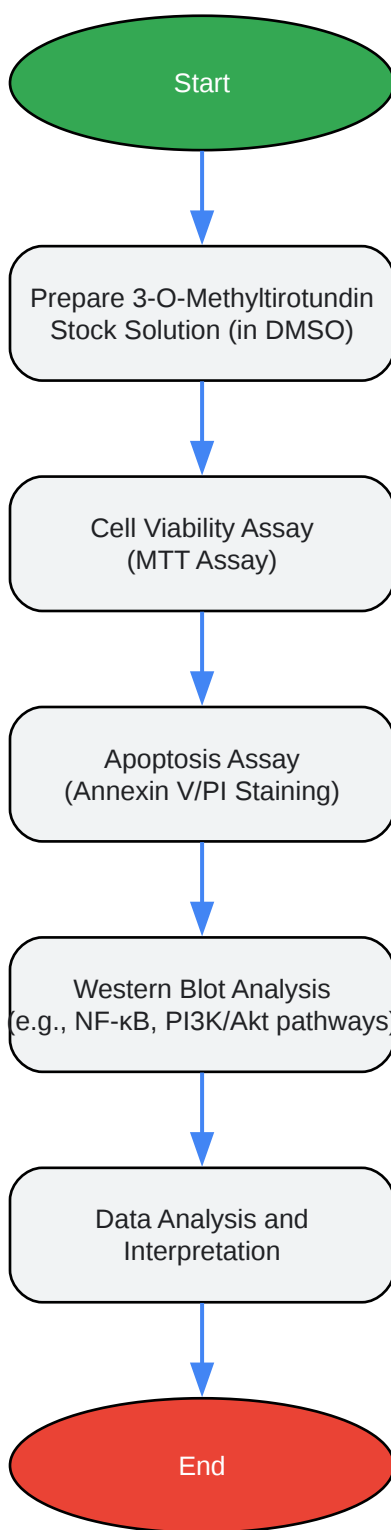 Start
Prepare 3-O-Methyltirotundin
Stock Solution (in DMSO)
Cell Viability Assay
(MTT Assay)
Apoptosis Assay
(Annexin V/PI Staining)
Western Blot Analysis
(e.g., NF-κB, PI3K/Akt pathways)
Data Analysis and
Interpretation
End